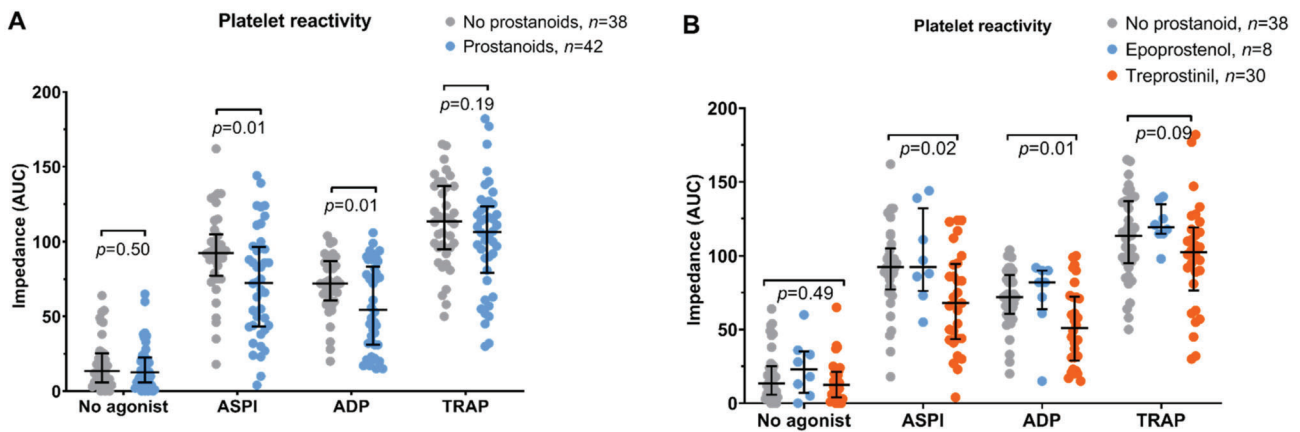 A
Platelet reactivity
No prostanoids, n=38
Prostanoids, n=42
Impedance (AUC)
200
150
100
50
0
p=0.50
p=0.01
p=0.01
p=0.19
No agonist
ASPI
ADP
TRAP
B
Platelet reactivity
No prostanoid, n=38
Epoprostenol, n=8
Treprostinil, n=30
Impedance (AUC)
200
150
100
50
0
p=0.49
p=0.02
p=0.01
p=0.09
No agonist
ASPI
ADP
TRAP